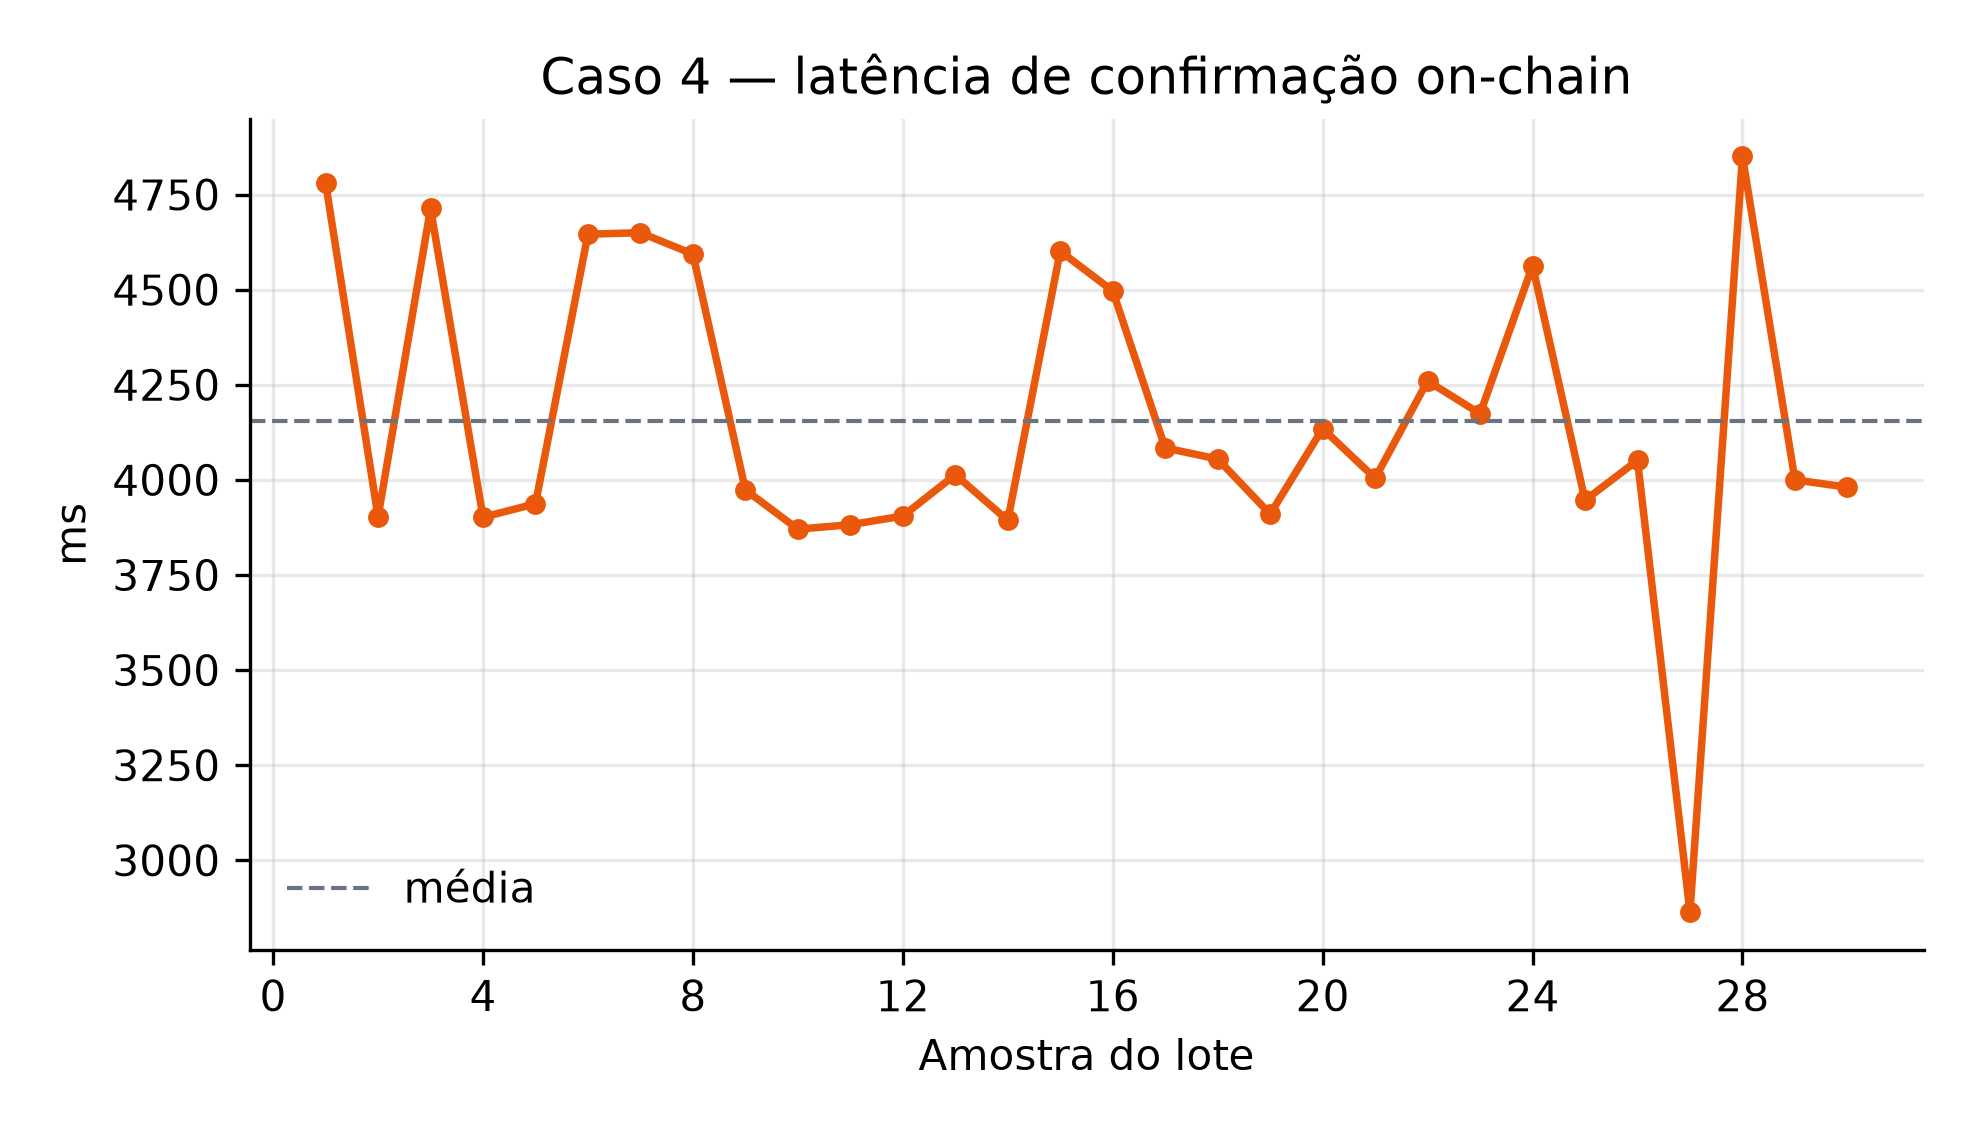 Caso 4 — latência de confirmação on-chain
4750
4500
4250
4000
3750
3500
3250
3000
ms
média
0 4 8 12 16 20 24 28
Amostra do lote